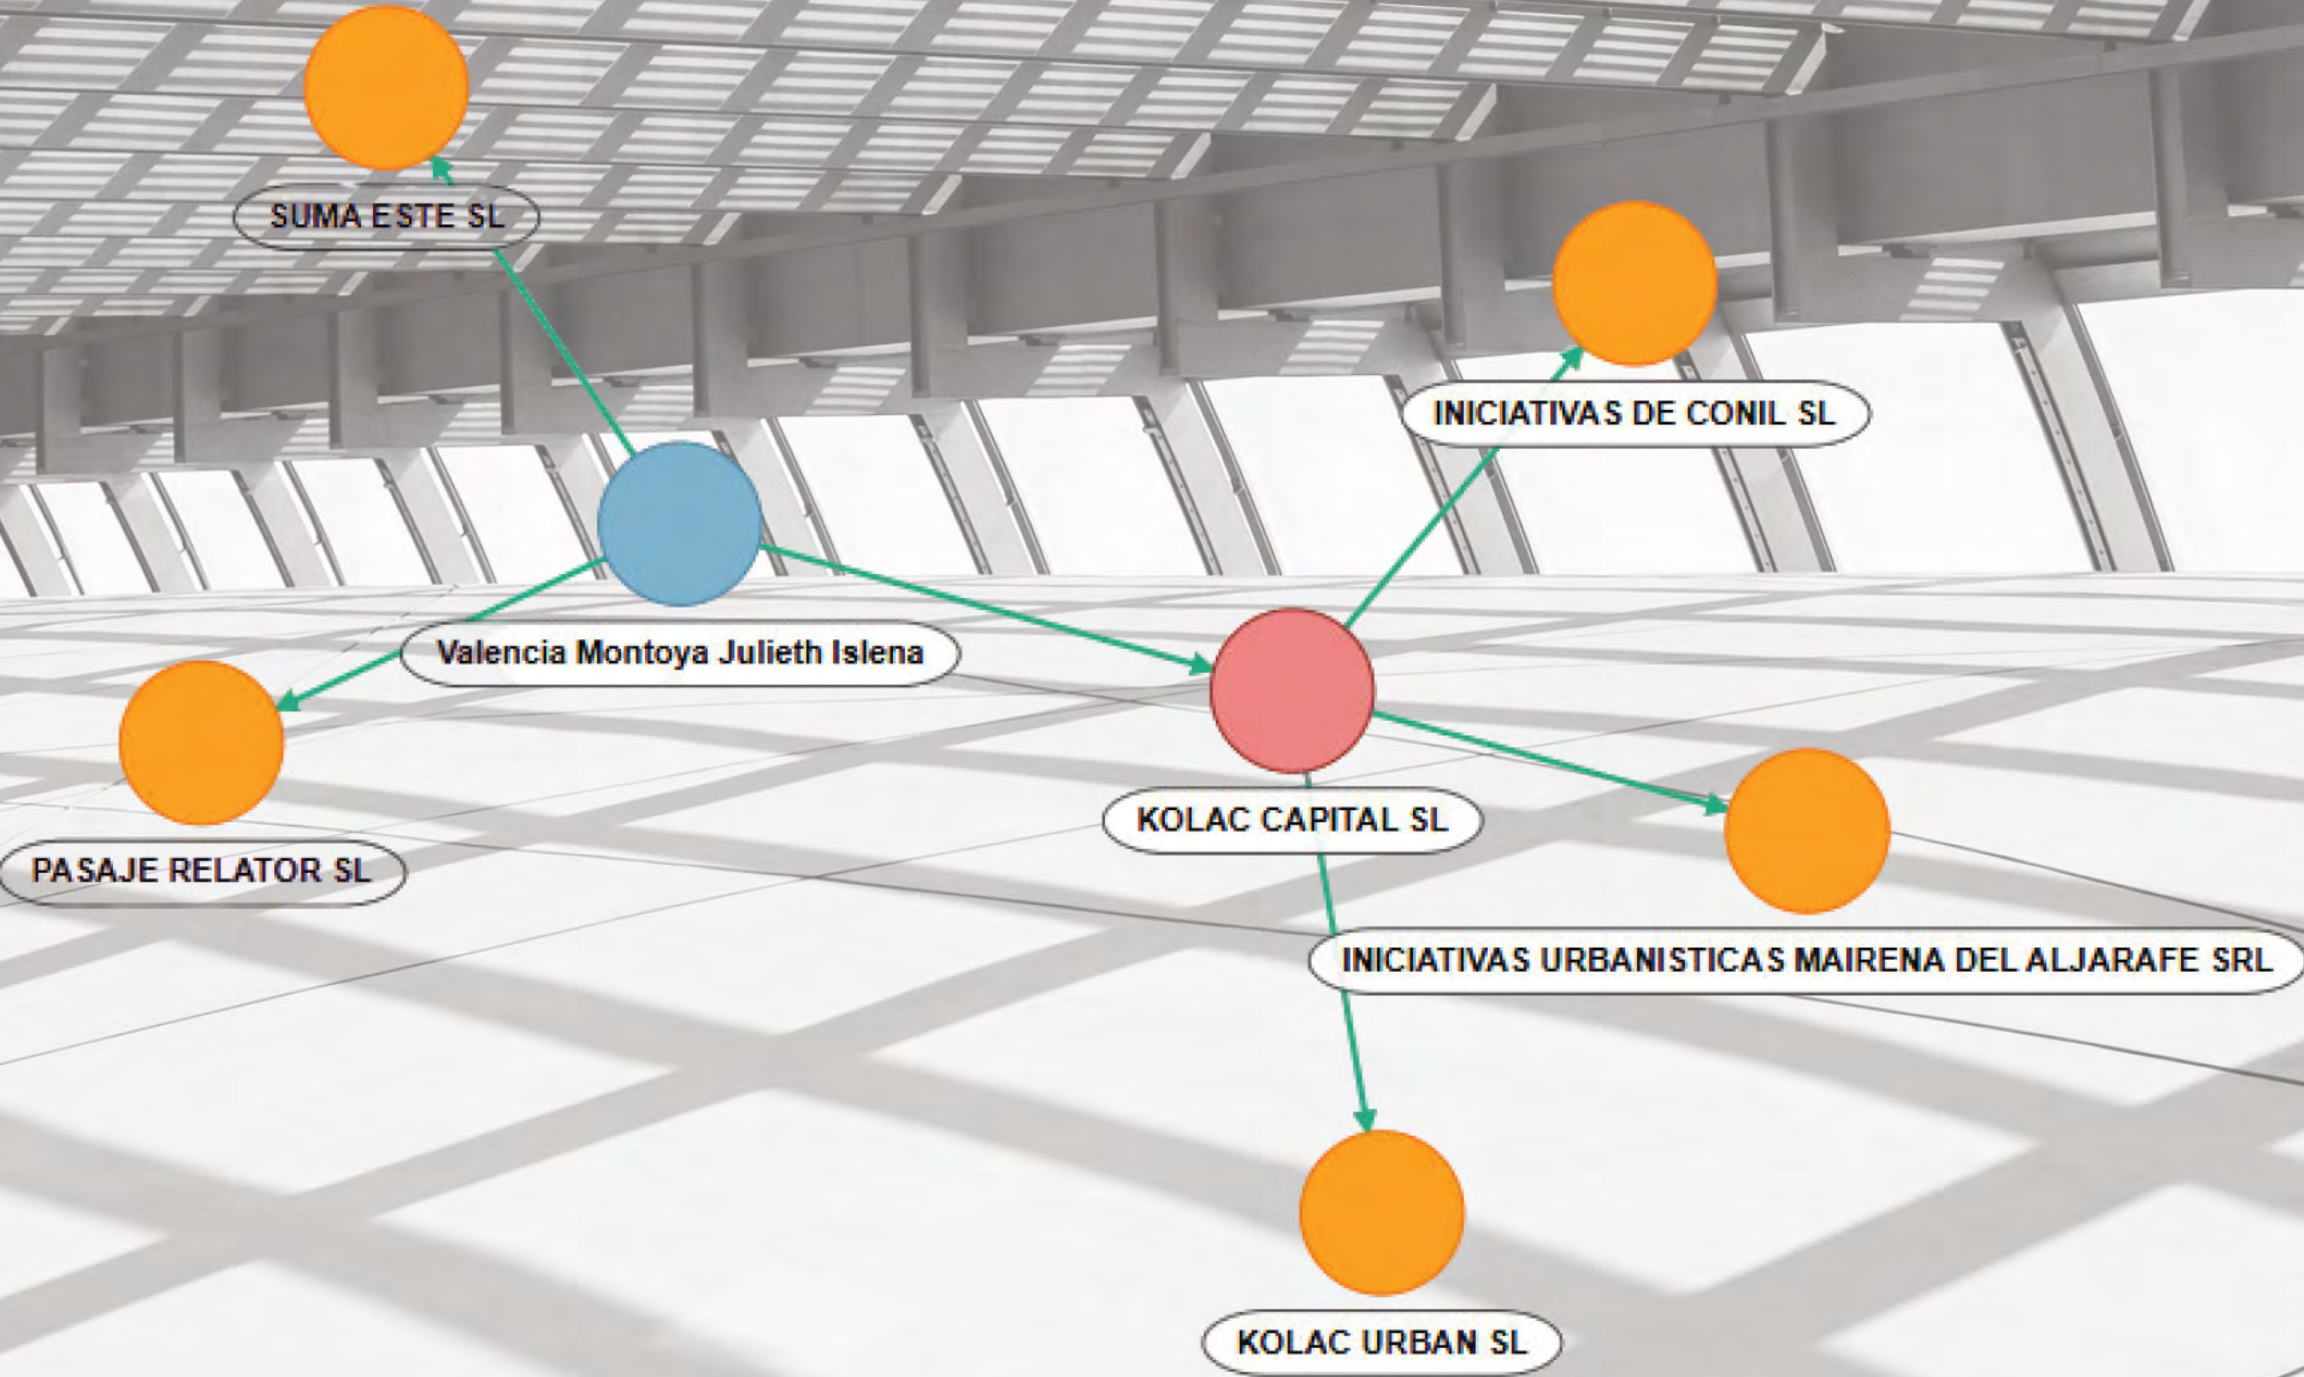 SUMA ESTE SL
INICIATIVAS DE CONIL SL
Valencia Montoya Julieth Islena
KOLAC CAPITAL SL
PASAJE RELATOR SL
INICIATIVAS URBANISTICAS MAIRENA DEL ALJARAFE SRL
KOLAC URBAN SL